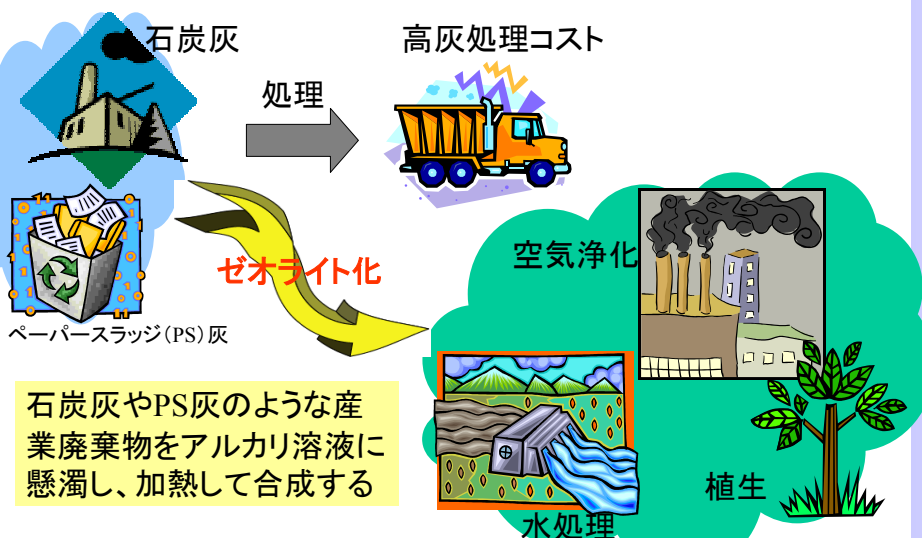 石炭灰
高灰処理コスト
処理
空気浄化
ゼオライト化
ペーパースラッジ(PS)灰
石炭灰やPS灰のような産
業廃棄物をアルカリ溶液に
懸濁し、加熱して合成する
植生
水処理